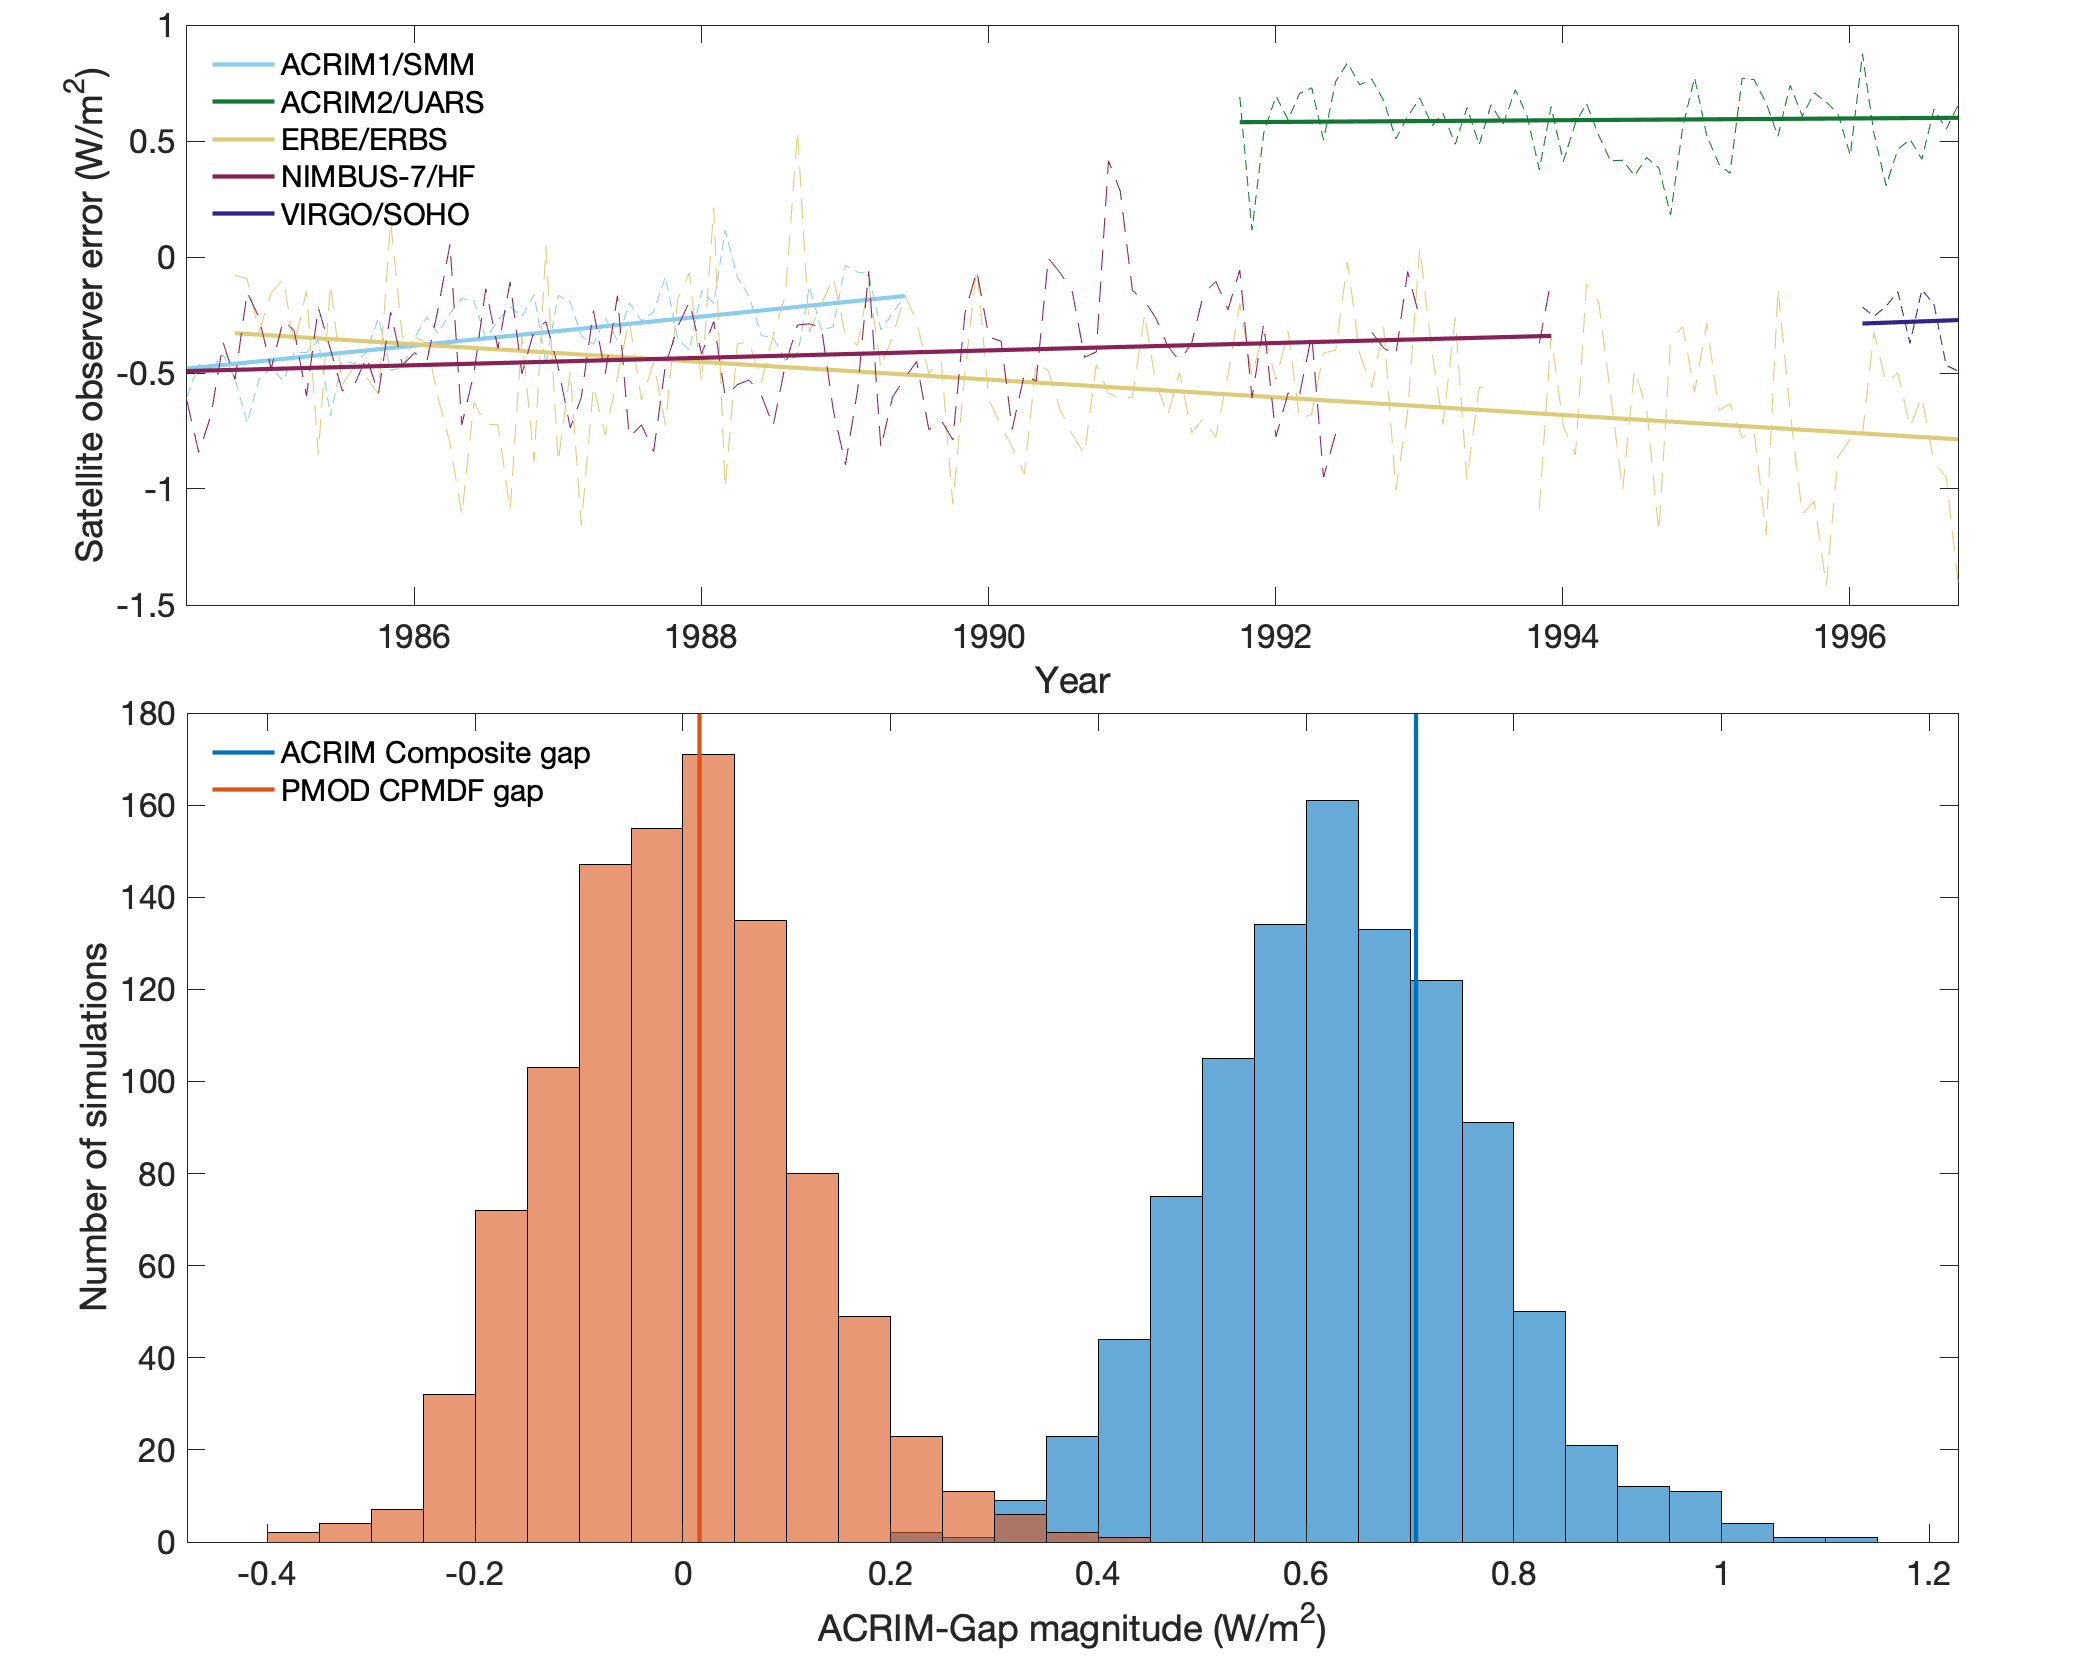 1
0.5
0
-0.5
-1
-1.5
Satellite observer error (W/m²)
ACRIM1/SMM
ACRIM2/UARS
ERBE/ERBS
NIMBUS-7/HF
VIRGO/SOHO
1986 1988 1990 1992 1994 1996
Year
180
160
140
120
100
80
60
40
20
0
Number of simulations
ACRIM Composite gap
PMOD CPMDF gap
-0.4 -0.2 0 0.2 0.4 0.6 0.8 1 1.2
ACRIM-Gap magnitude (W/m²)